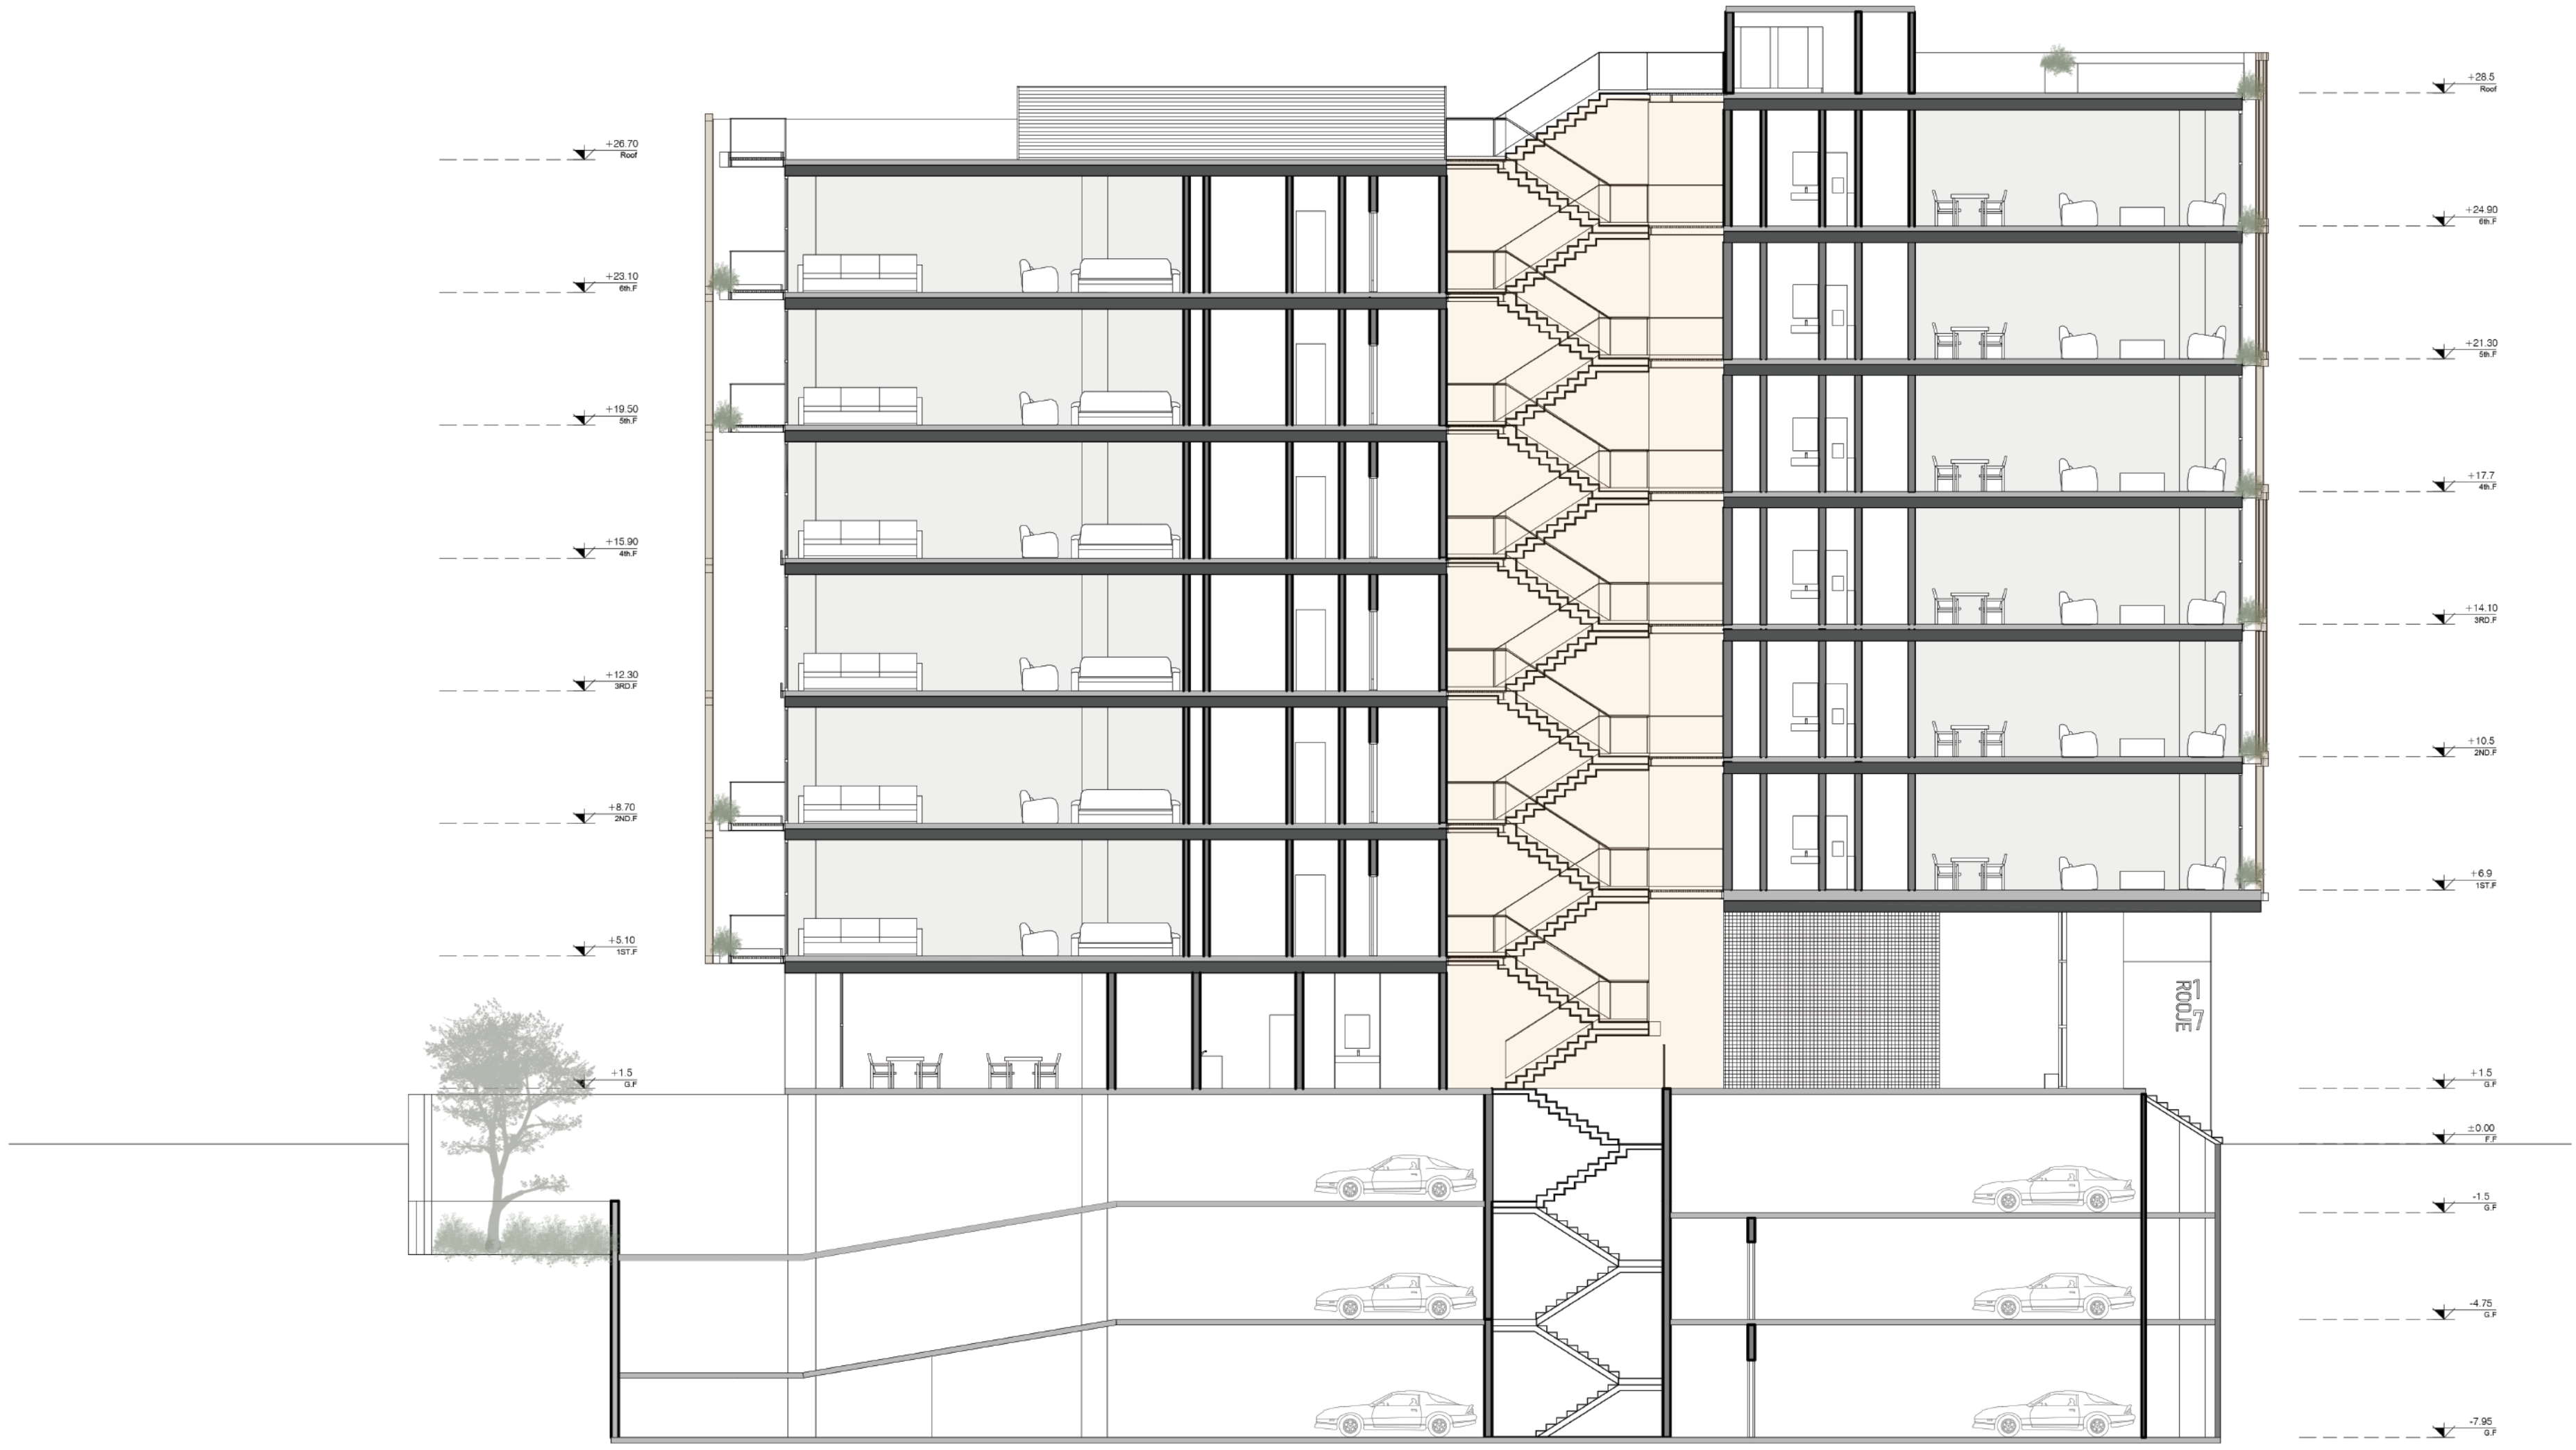 +28.5
Roof
+26.70
Roof
+24.90
6th.F
+23.10
6th.F
+21.30
5th.F
+19.50
5th.F
+17.7
4th.F
+15.90
4th.F
+14.10
3RD.F
+12.30
3RD.F
+10.5
2ND.F
+8.70
2ND.F
+6.9
1ST.F
+5.10
1ST.F
17
ROOJE
+1.5
G.F
+1.5
G.F
±0.00
F.F
-1.5
G.F
-4.75
G.F
-7.95
G.F